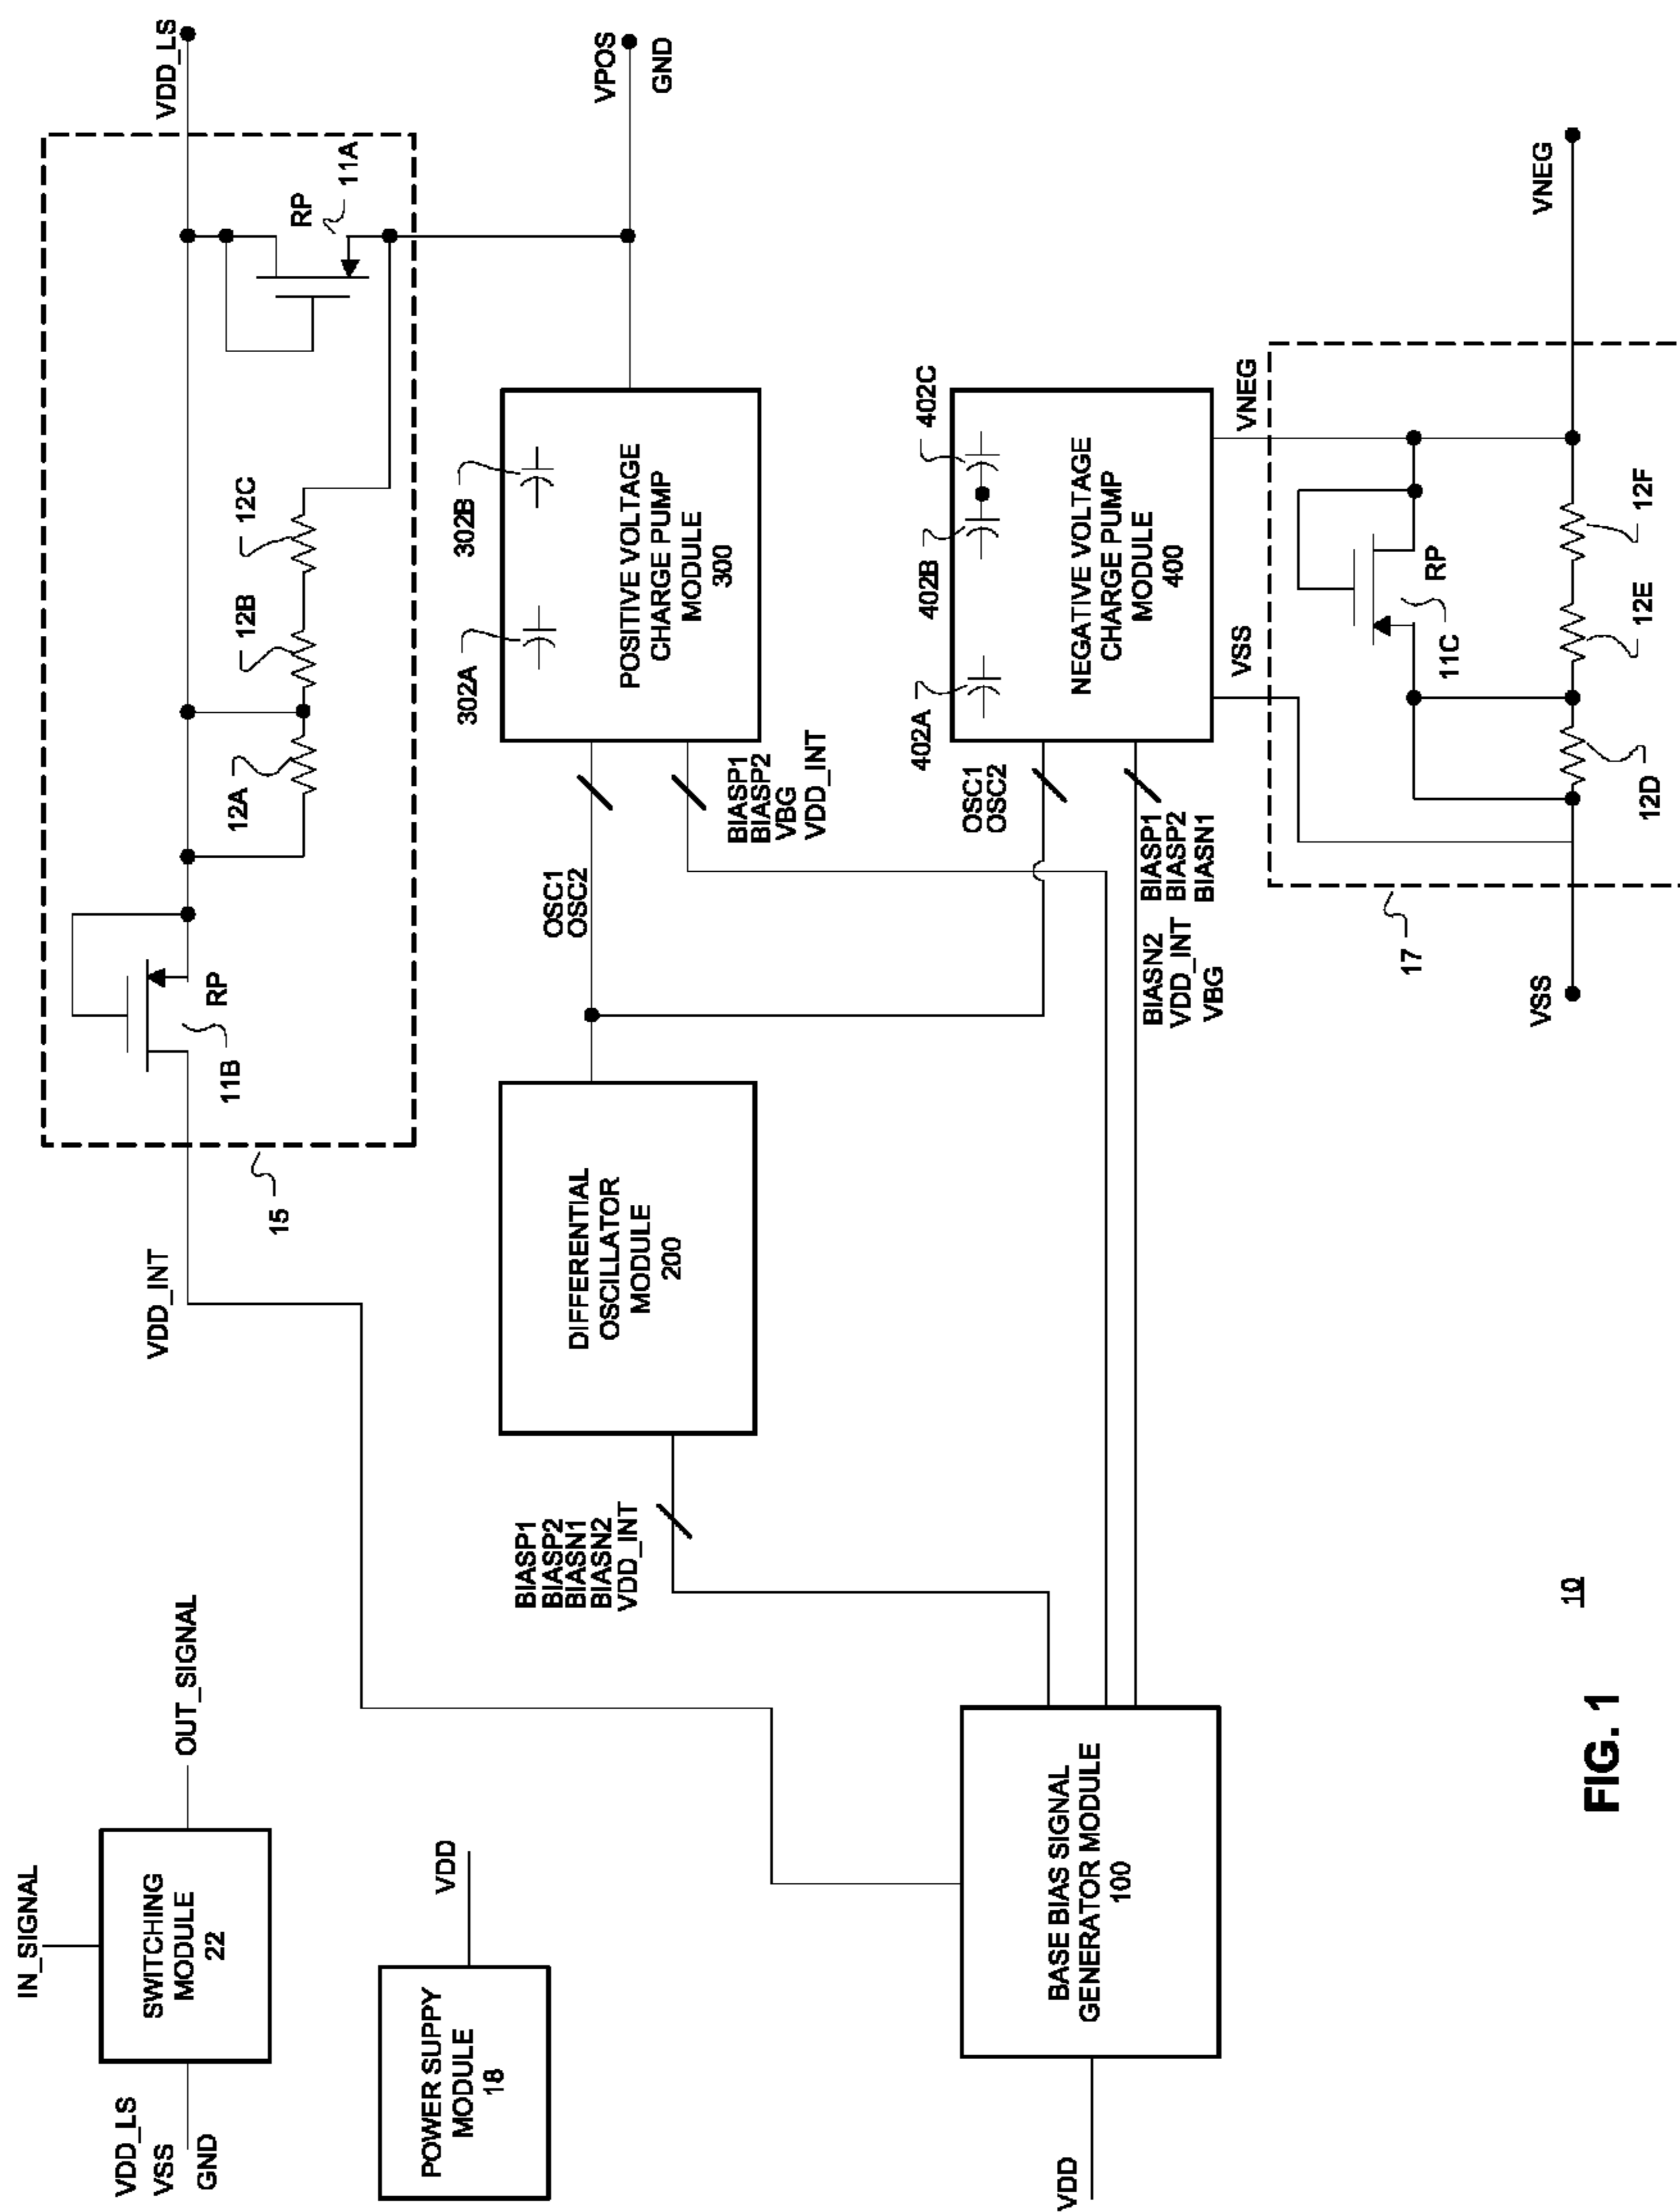 IN_SIGNAL
VDD_LS
VSS
GND
SWITCHING
MODULE
22
OUT_SIGNAL
POWER SUPPY
MODULE
18
VDD
VDD_INT
15
11B
RP
12A
12B
12C
RP
11A
VDD_LS
BIASP1
BIASP2
BIASN1
BIASN2
VDD_INT
DIFFERENTIAL
OSCILLATOR
MODULE
200
OSC1
OSC2
302A
302B
POSITIVE VOLTAGE
CHARGE PUMP
MODULE
300
BIASP1
BIASP2
VBG
VDD_INT
VPOS
GND
VDD
BASE BIAS SIGNAL
GENERATOR MODULE
100
OSC1
OSC2
402A
402B
402C
NEGATIVE VOLTAGE
CHARGE PUMP
MODULE
400
BIASP1
BIASP2
BIASN1
BIASN2
VDD_INT
VBG
VSS
VNEG
17
11C
RP
VSS
12D
12E
12F
VNEG
10
FIG. 1